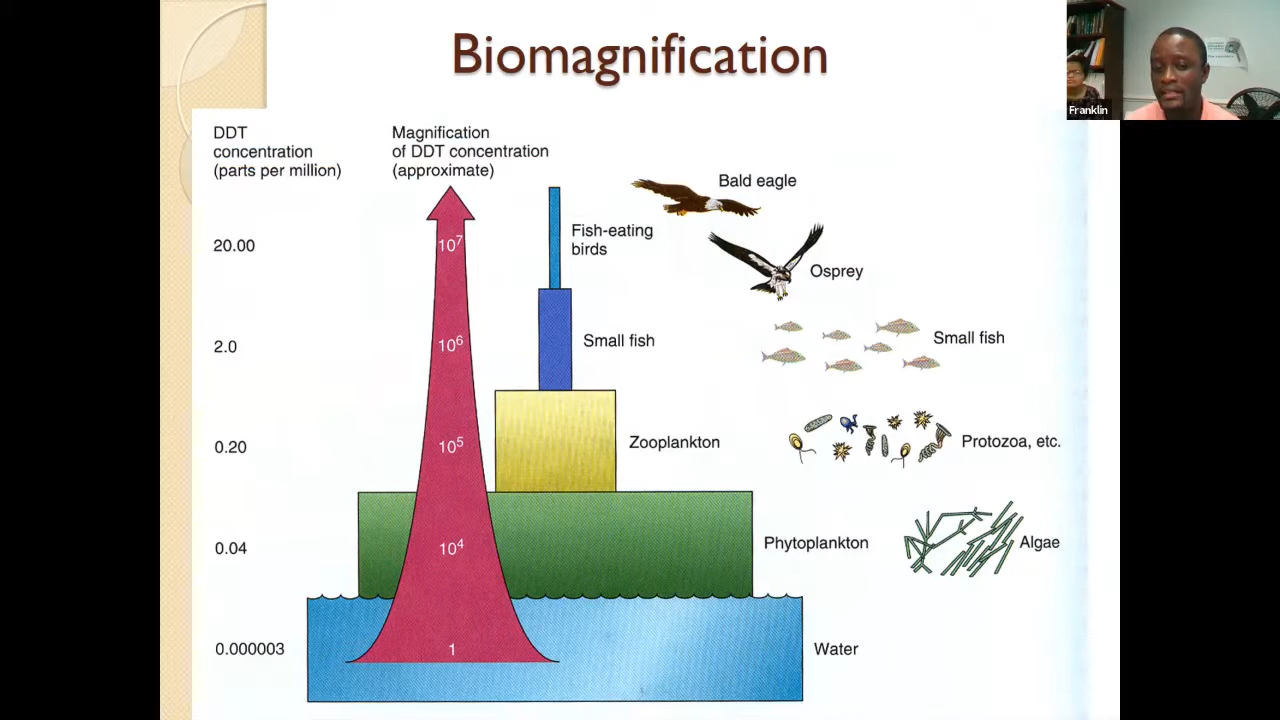 Biomagnification
Franklin
DDT
concentration
(parts per million)
Magnification
of DDT concentration
(approximate)
20.00
10⁷
Fish-eating
birds
Bald eagle
Osprey
2.0
10⁶
Small fish
Small fish
0.20
10⁵
Zooplankton
Protozoa, etc.
0.04
10⁴
Phytoplankton
Algae
0.000003
1
Water